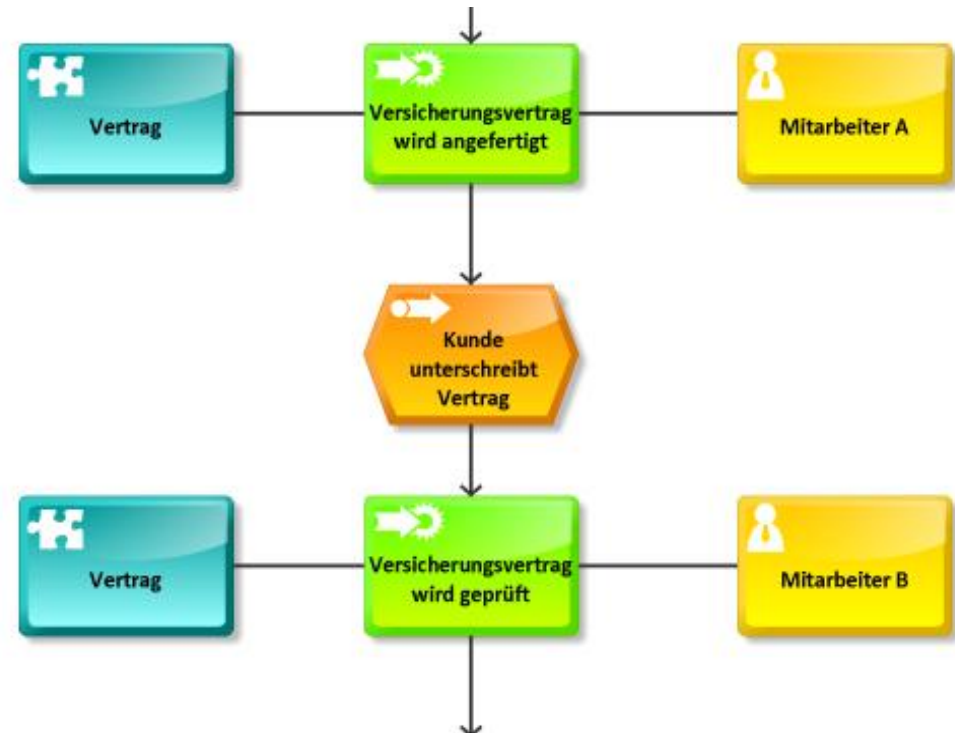 Vertrag
Versicherungsvertrag
wird angefertigt
Mitarbeiter A
Kunde
unterschreibt
Vertrag
Vertrag
Versicherungsvertrag
wird geprüft
Mitarbeiter B